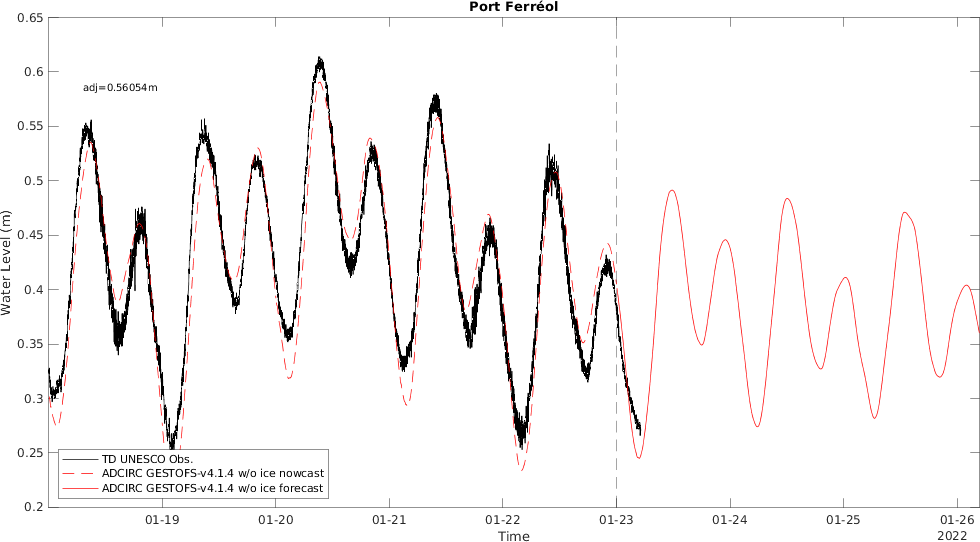 Port Ferréol
0.65
0.6
0.55
0.5
0.45
0.4
0.35
0.3
0.25
0.2
Water Level (m)
adj=0.56054m
TD UNESCO Obs.
ADCIRC GESTOFS-v4.1.4 w/o ice nowcast
ADCIRC GESTOFS-v4.1.4 w/o ice forecast
01-19
01-20
01-21
01-22
01-23
01-24
01-25
01-26
2022
Time